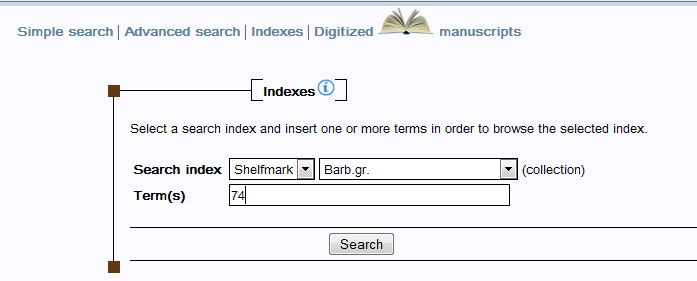 Simple search | Advanced search | Indexes | Digitized manuscripts
Indexes
Select a search index and insert one or more terms in order to browse the selected index.
Search index Shelfmark Barb.gr. (collection)
Term(s) 74
Search